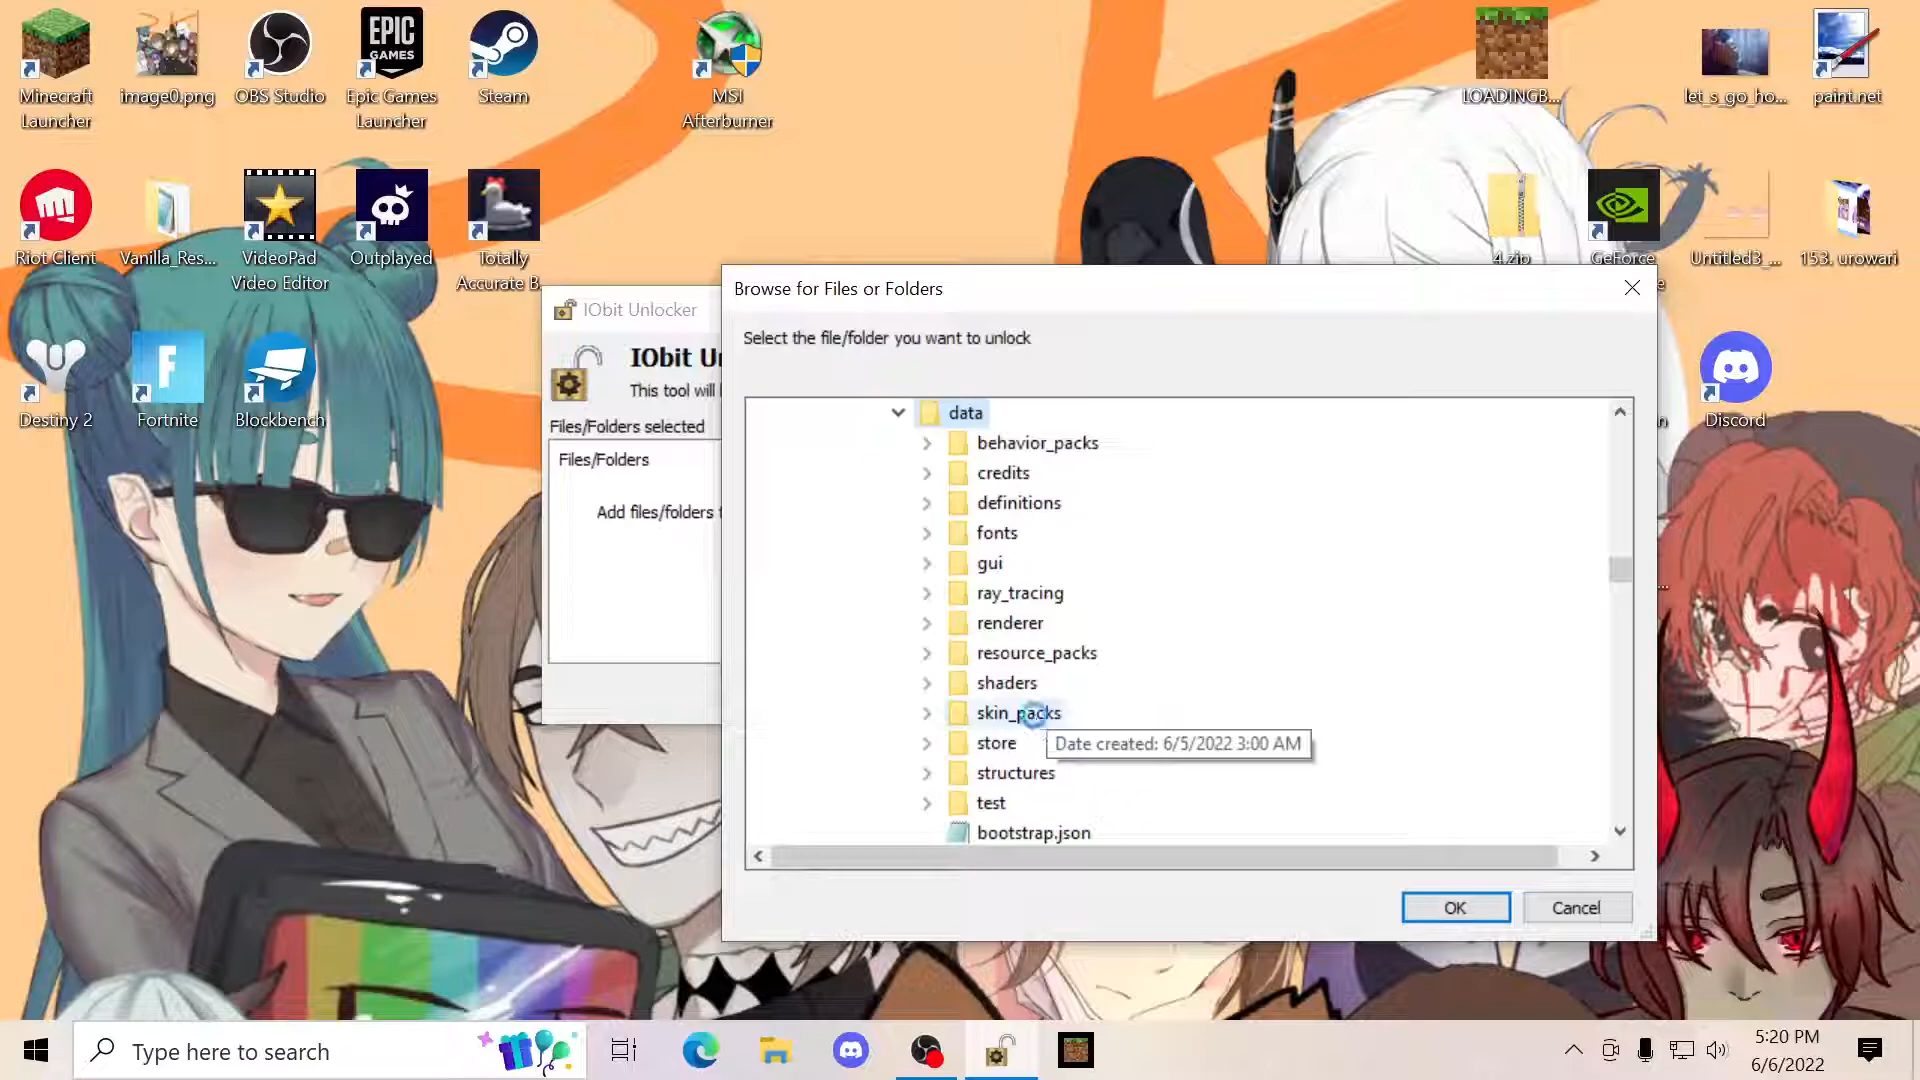 Minecraft
Launcher
image0.png
OBS Studio
EPIC
GAMES
Epic Games
Launcher
Steam
MSI
Afterburner
LOADINGB...
let_s_go_ho...
paint.net
Riot Client
Vanilla_Res...
VideoPad
Video Editor
Outplayed
Totally
Accurate B
4.zip
GeForce
Untitled3_...
153. urowari
Destiny 2
Fortnite
Blockbench
Discord
IObit Unlocker
This tool will
Files/Folders selected
Files/Folders
Add files/folders
Browse for Files or Folders
Select the file/folder you want to unlock
data
behavior_packs
credits
definitions
fonts
gui
ray_tracing
renderer
resource_packs
shaders
skin_packs
store
Date created: 6/5/2022 3:00 AM
structures
test
bootstrap.json
OK
Cancel
Type here to search
5:20 PM
6/6/2022